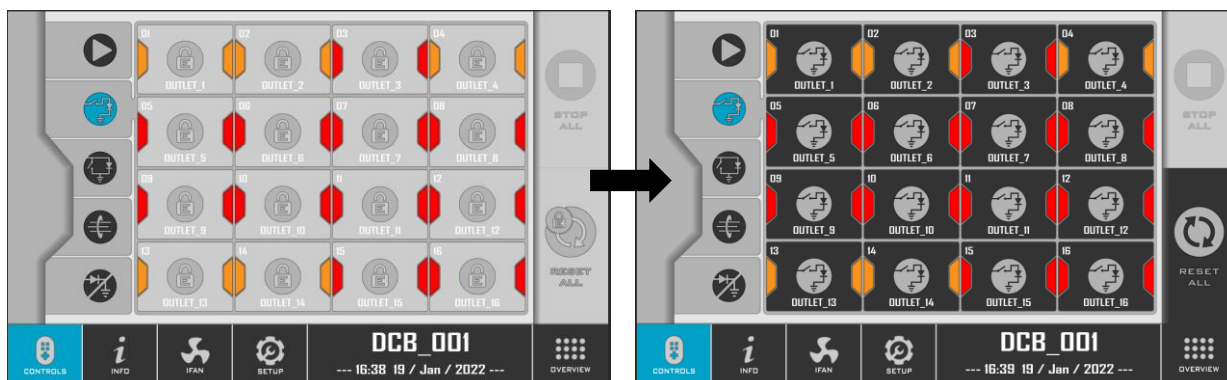 01 02 03 04
OUTLET_1 OUTLET_2 OUTLET_3 OUTLET_4
STOP
ALL
05 06 07 08
OUTLET_5 OUTLET_6 OUTLET_7 OUTLET_8
09 10 11 12
OUTLET_9 OUTLET_10 OUTLET_11 OUTLET_12
RESET
ALL
13 14 15 16
OUTLET_13 OUTLET_14 OUTLET_15 OUTLET_16
CONTROLS
INFO
IFAN
SETUP
DCB_001
--- 16:38 19 / Jan / 2022 ---
OVERVIEW
01 02 03 04
OUTLET_1 OUTLET_2 OUTLET_3 OUTLET_4
STOP
ALL
05 06 07 08
OUTLET_5 OUTLET_6 OUTLET_7 OUTLET_8
09 10 11 12
OUTLET_9 OUTLET_10 OUTLET_11 OUTLET_12
RESET
ALL
13 14 15 16
OUTLET_13 OUTLET_14 OUTLET_15 OUTLET_16
CONTROLS
INFO
IFAN
SETUP
DCB_001
--- 16:39 19 / Jan / 2022 ---
OVERVIEW